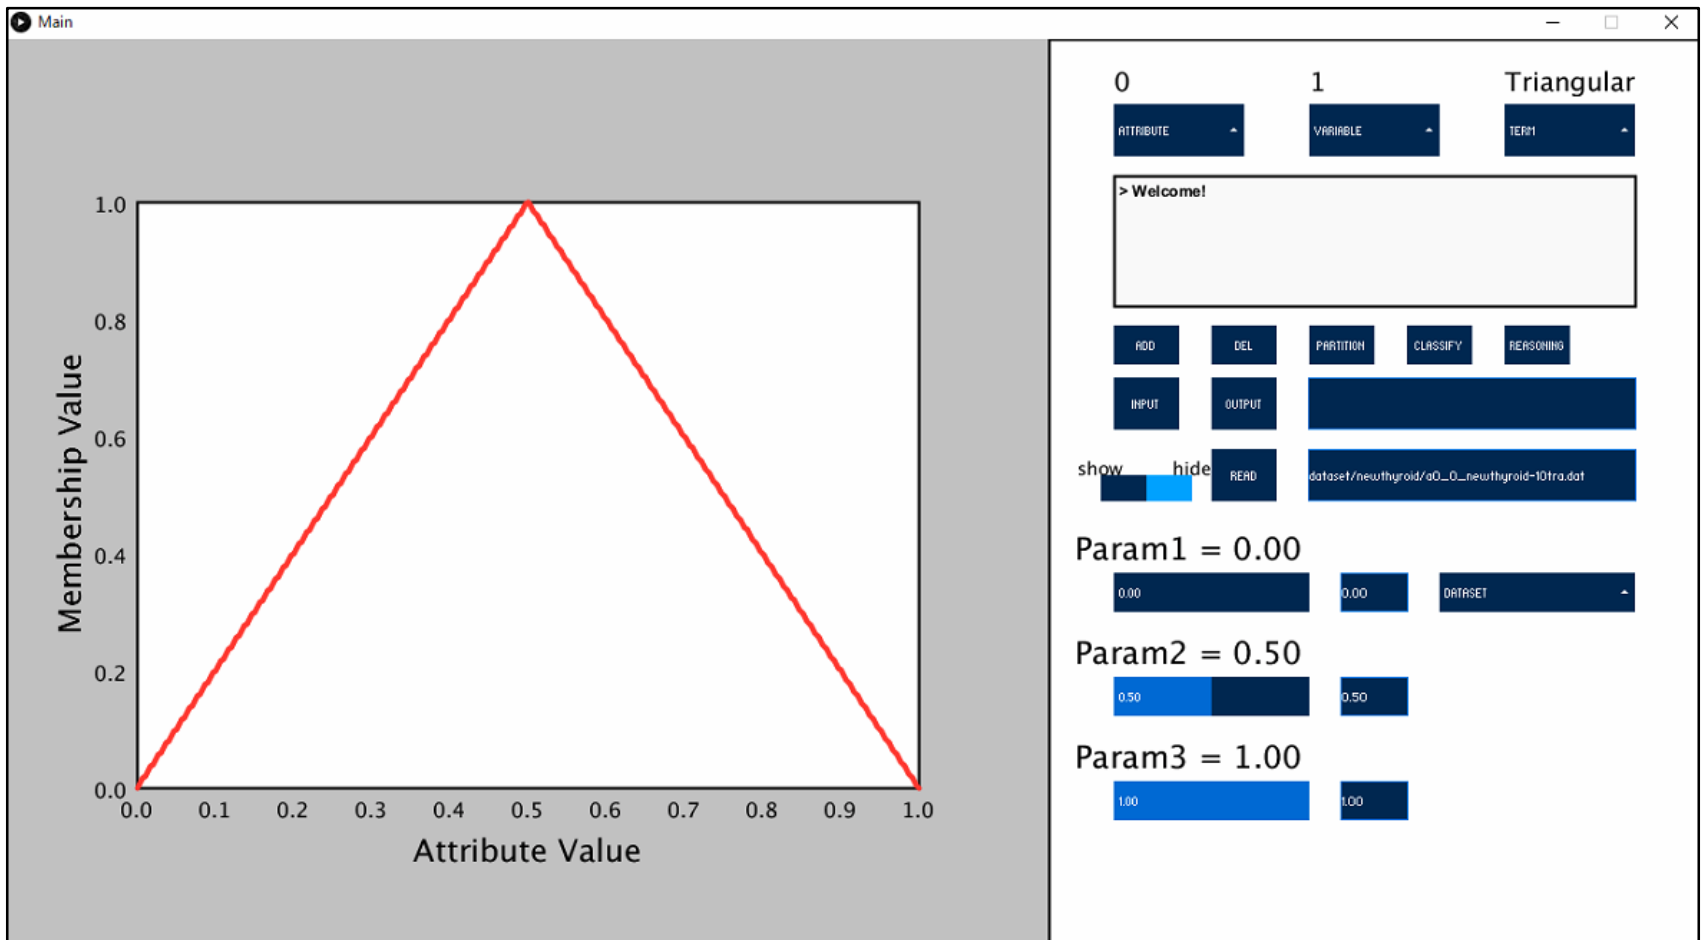 Main
0 1 Triangular
ATTRIBUTE VARIABLE TERM
> Welcome!
ADD DEL PARTITION CLASSIFY REASONING
INPUT OUTPUT
show hide READ dataset/newthyroid/a0_0_newthyroid-10tra.dat
Param1 = 0.00
0.00 0.00 DATASET
Param2 = 0.50
0.50 0.50
Param3 = 1.00
1.00 1.00
Membership Value
1.0
0.8
0.6
0.4
0.2
0.0
0.0 0.1 0.2 0.3 0.4 0.5 0.6 0.7 0.8 0.9 1.0
Attribute Value